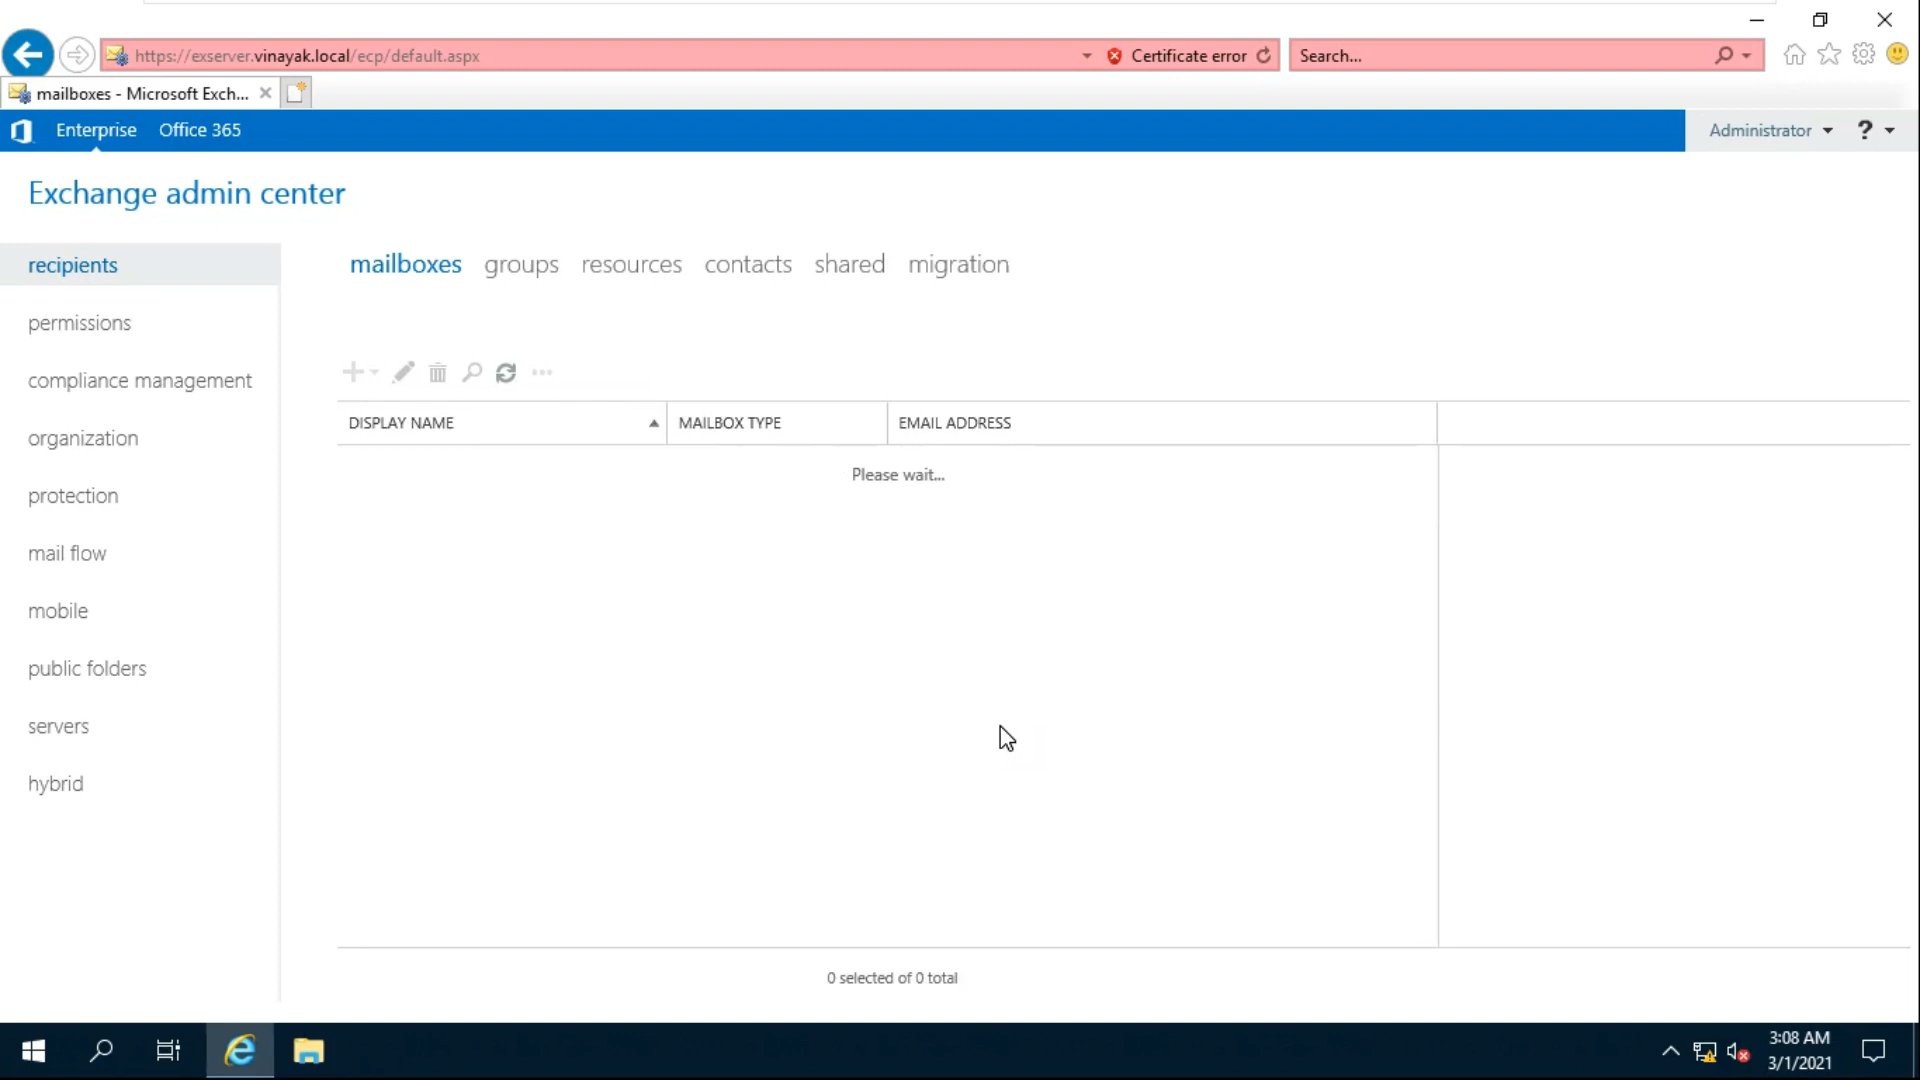 https://exserver.vinayak.local/ecp/default.aspx
Certificate error
Search...
mailboxes - Microsoft Exch...
Enterprise
Office 365
Administrator
?
Exchange admin center
recipients
permissions
compliance management
organization
protection
mail flow
mobile
public folders
servers
hybrid
mailboxes groups resources contacts shared migration
DISPLAY NAME
MAILBOX TYPE
EMAIL ADDRESS
Please wait...
0 selected of 0 total
3:08 AM
3/1/2021